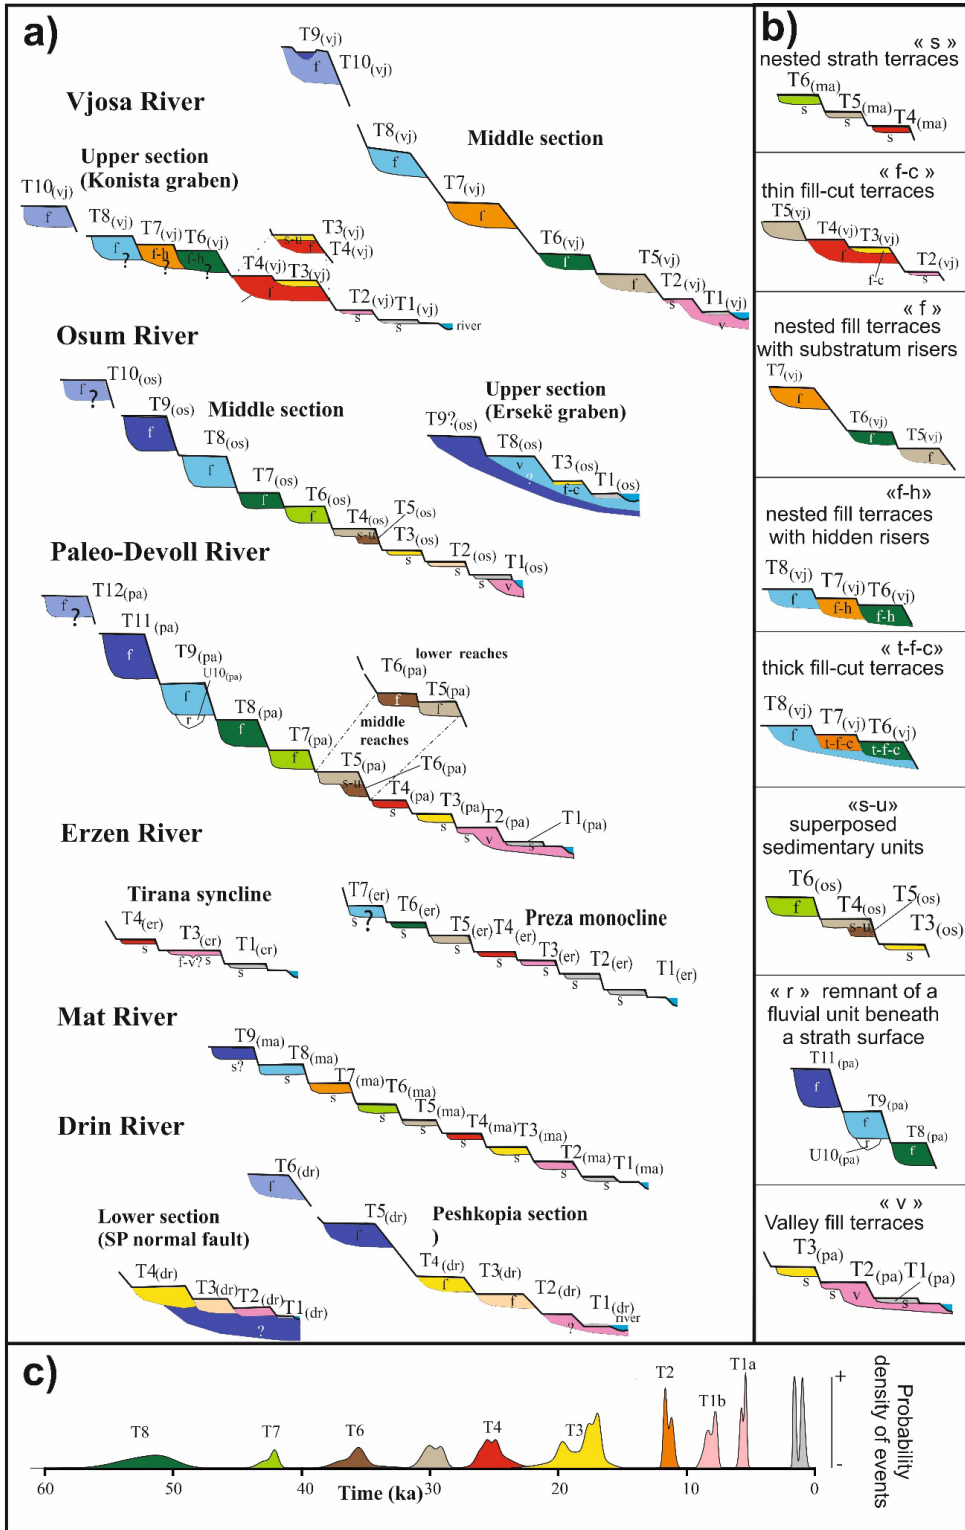 a)
T9(vj)
f
T10(vj)
Vjosa River
Upper section
(Konista graben)
T8(vj)
f
Middle section
T10(vj)
f
T8(vj)
f
?
T7(vj)
f-h
?
T6(vj)
f-h
?
T3(vj)
s-u
f
T4(vj)
T4(vj)
T3(vj)
f
T2(vj)
s
T1(vj)
s
river
T7(vj)
f
T6(vj)
f
T5(vj)
f
T2(vj)
s
T1(vj)
v
Osum River
T10(os)
f
?
T9(os)
f
Middle section
T8(os)
f
T7(os)
f
T6(os)
f
T4(os)
s-u
T5(os)
T3(os)
s
T2(os)
s
T1(os)
s
v
Upper section
(Ersekë graben)
T9?(os)
T8(os)
v
?
T3(os)
f-c
T1(os)
Paleo-Devoll River
T12(pa)
f
?
T11(pa)
f
T9(pa)
U10(pa)
f
r
T8(pa)
f
T7(pa)
f
lower reaches
T6(pa)
f
T5(pa)
f
middle
reaches
T5(pa)
s-u
T6(pa)
T4(pa)
s
T3(pa)
s
T2(pa)
s
v
T1(pa)
s
Erzen River
Tirana syncline
T4(er)
s
T3(cr)
s
f-v?
T1(cr)
s
T7(er)
s
?
T6(er)
s
Preza monocline
T5(er)
s
T4(er)
s
T3(er)
s
T2(er)
s
T1(er)
s
Mat River
T9(ma)
s?
T8(ma)
s
T7(ma)
s
T6(ma)
s
T5(ma)
s
T4(ma)
s
T3(ma)
s
T2(ma)
s
T1(ma)
s
Drin River
T6(dr)
f
Lower section
(SP normal fault)
T4(dr)
T3(dr)
T2(dr)
T1(dr)
?
T5(dr)
f
Peshkopia section
)
T4(dr)
f
T3(dr)
f
T2(dr)
?
T1(dr)
river
b)
« s »
nested strath terraces
T6(ma)
s
T5(ma)
s
T4(ma)
s
« f-c »
thin fill-cut terraces
T5(vj)
T4(vj)
T3(vj)
f-c
T2(vj)
s
« f »
nested fill terraces
with substratum risers
T7(vj)
f
T6(vj)
f
T5(vj)
f
«f-h»
nested fill terraces
with hidden risers
T8(vj)
f
T7(vj)
f-h
T6(vj)
f-h
« t-f-c»
thick fill-cut terraces
T8(vj)
f
T7(vj)
t-f-c
T6(vj)
t-f-c
«s-u»
superposed
sedimentary units
T6(os)
f
T4(os)
s-u
T5(os)
T3(os)
s
« r » remnant of a
fluvial unit beneath
a strath surface
T11(pa)
f
T9(pa)
f
r
U10(pa)
T8(pa)
f
« v »
Valley fill terraces
T3(pa)
s
T2(pa)
s
v
T1(pa)
s
c)
T8
T7
T6
T4
T3
T2
T1b
T1a
+
-
Probability
density of events
60
50
40
30
20
10
0
Time (ka)